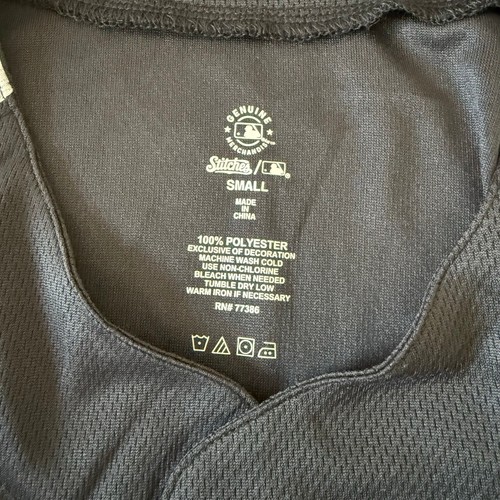 GENUINE
MERCHANDISE
Stitches /
SMALL
MADE
IN
CHINA
100% POLYESTER
EXCLUSIVE OF DECORATION
MACHINE WASH COLD
USE NON-CHLORINE
BLEACH WHEN NEEDED
TUMBLE DRY LOW
WARM IRON IF NECESSARY
RN# 77386